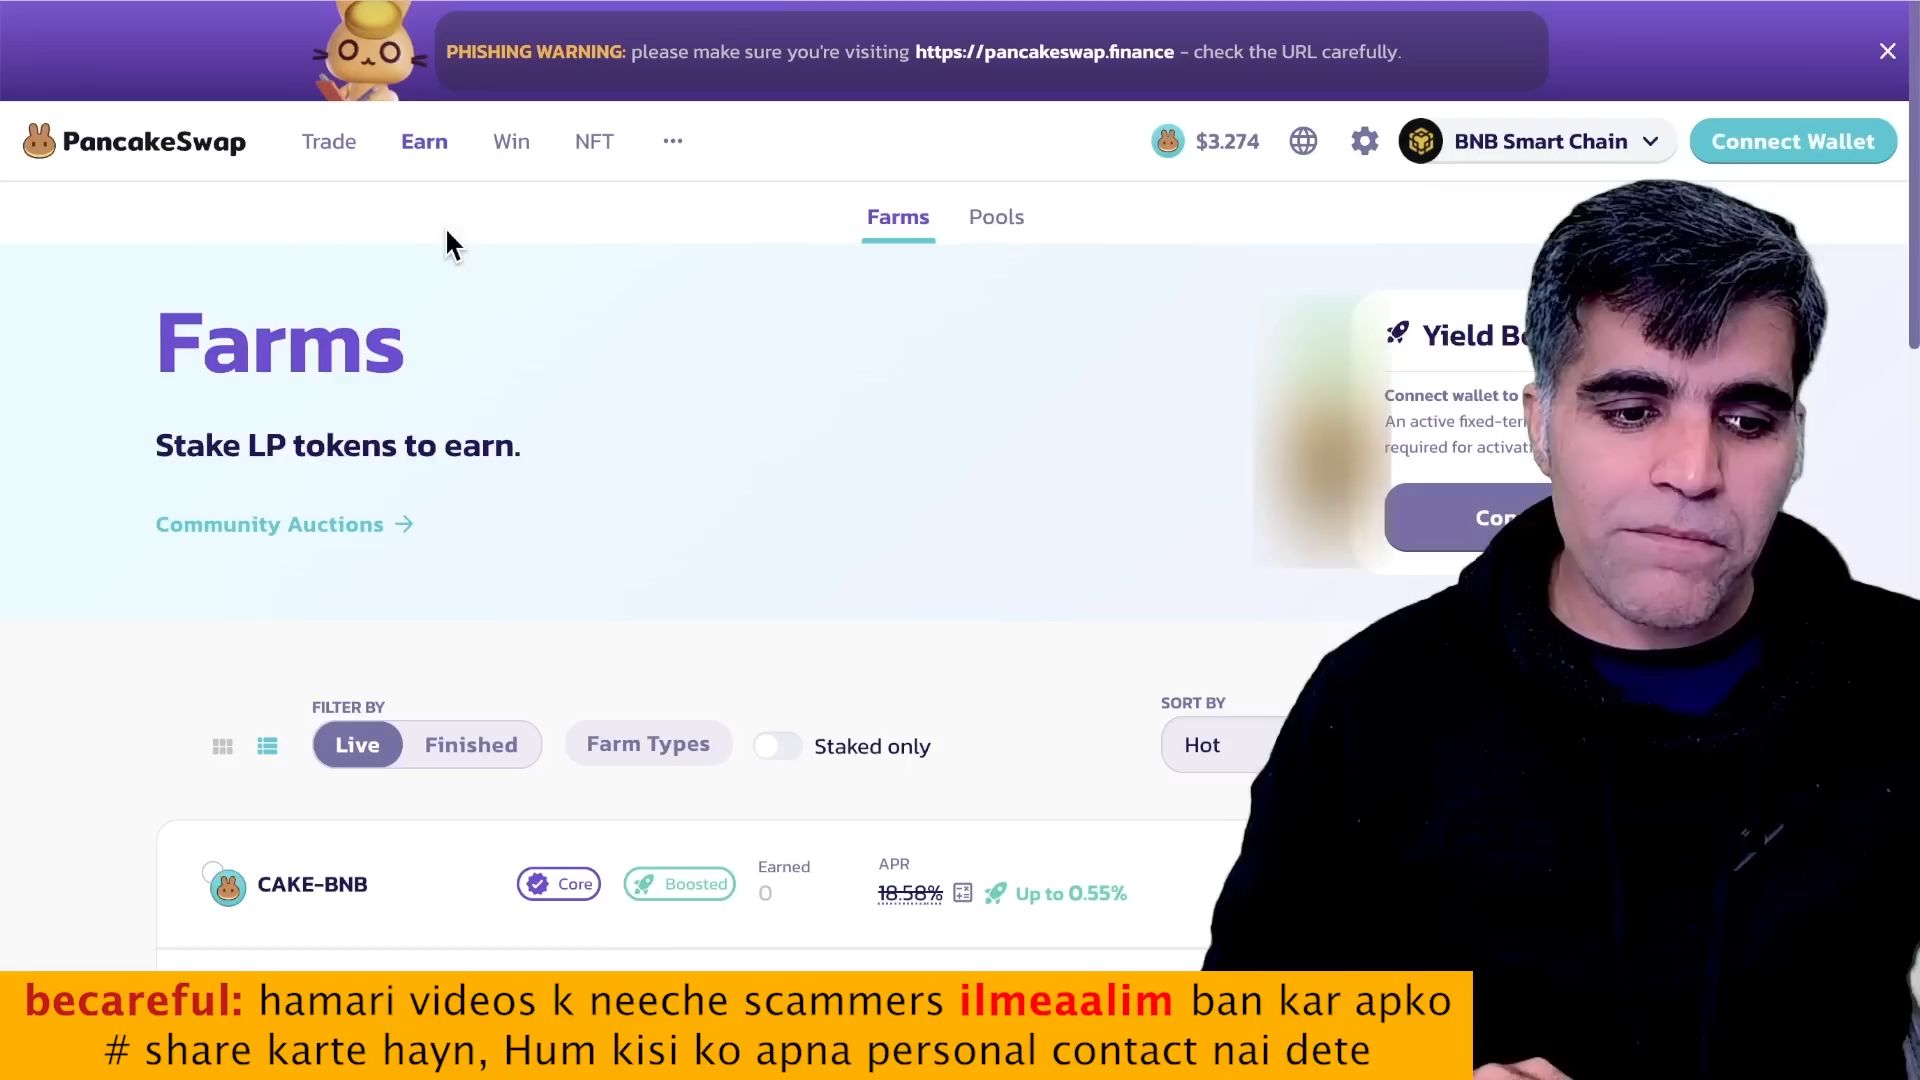 PHISHING WARNING: please make sure you're visiting https://pancakeswap.finance - check the URL carefully.
PancakeSwap Trade Earn Win NFT ... $3.274 BNB Smart Chain Connect Wallet
Farms Pools
Farms
Stake LP tokens to earn.
Community Auctions →
Yield
Connect wallet to
An active
required for
FILTER BY
Live Finished
Farm Types
Staked only
SORT BY
Hot
CAKE-BNB
Core
Boosted
Earned
0
APR
18.58% Up to 0.55%
becareful: hamari videos k neeche scammers ilmeaalim ban kar apko
# share karte hayn, Hum kisi ko apna personal contact nai dete